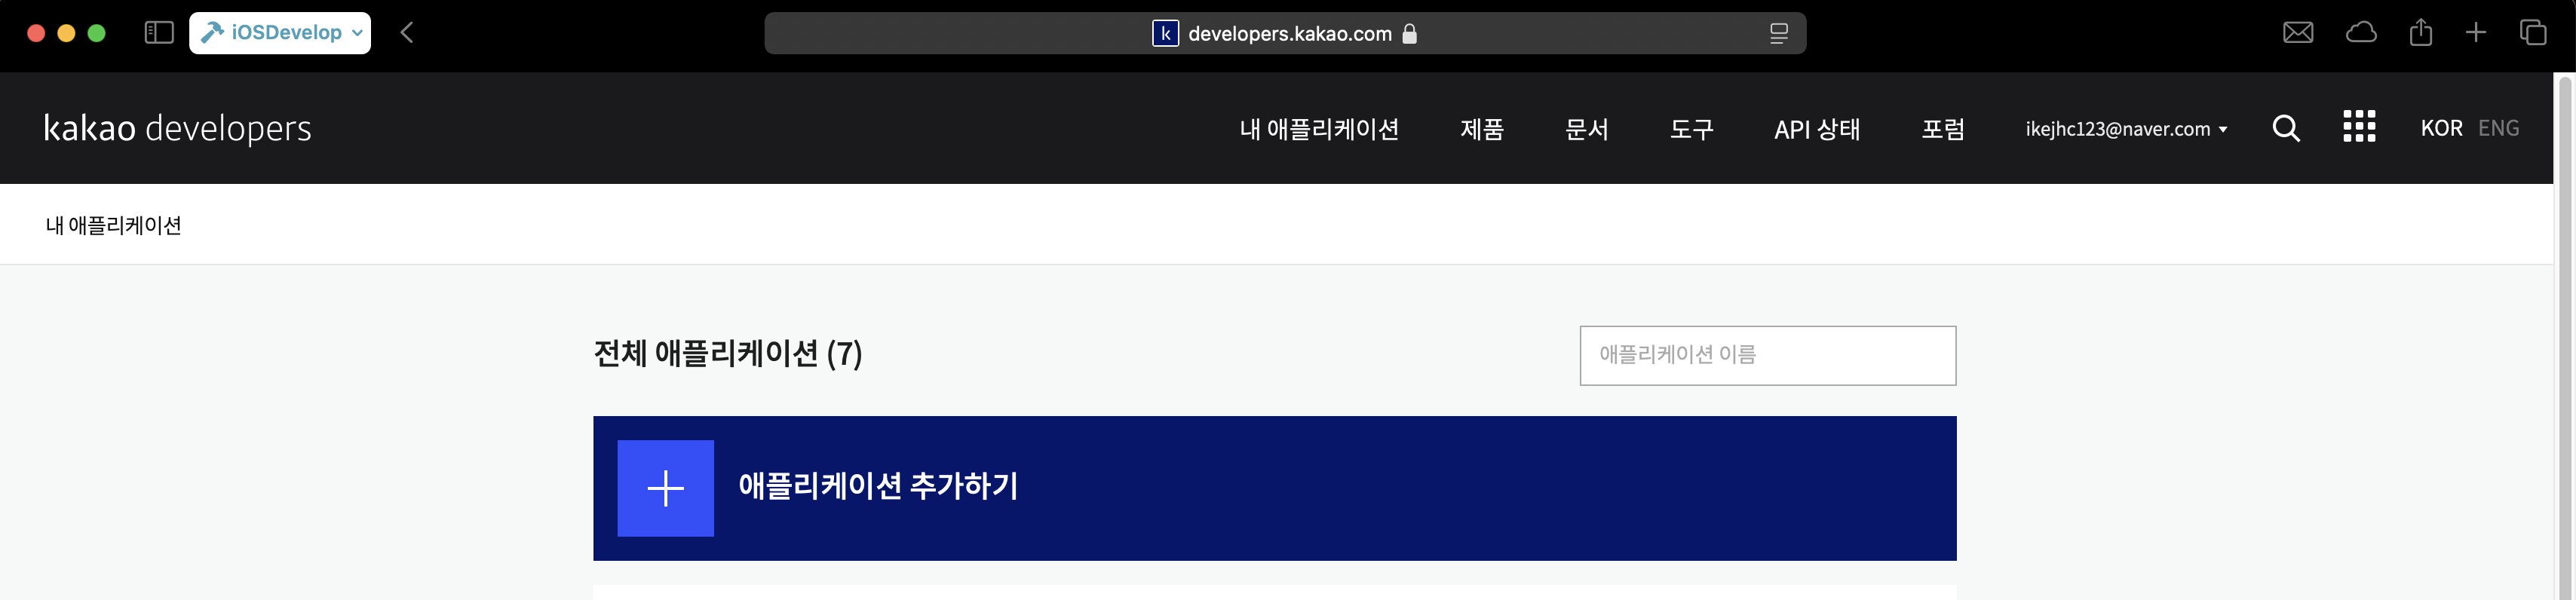 iOSDevelop
k developers.kakao.com
kakao developers 내 애플리케이션 제품 문서 도구 API 상태 포럼 ikejhc123@naver.com KOR ENG
내 애플리케이션
전체 애플리케이션 (7)
애플리케이션 이름
애플리케이션 추가하기